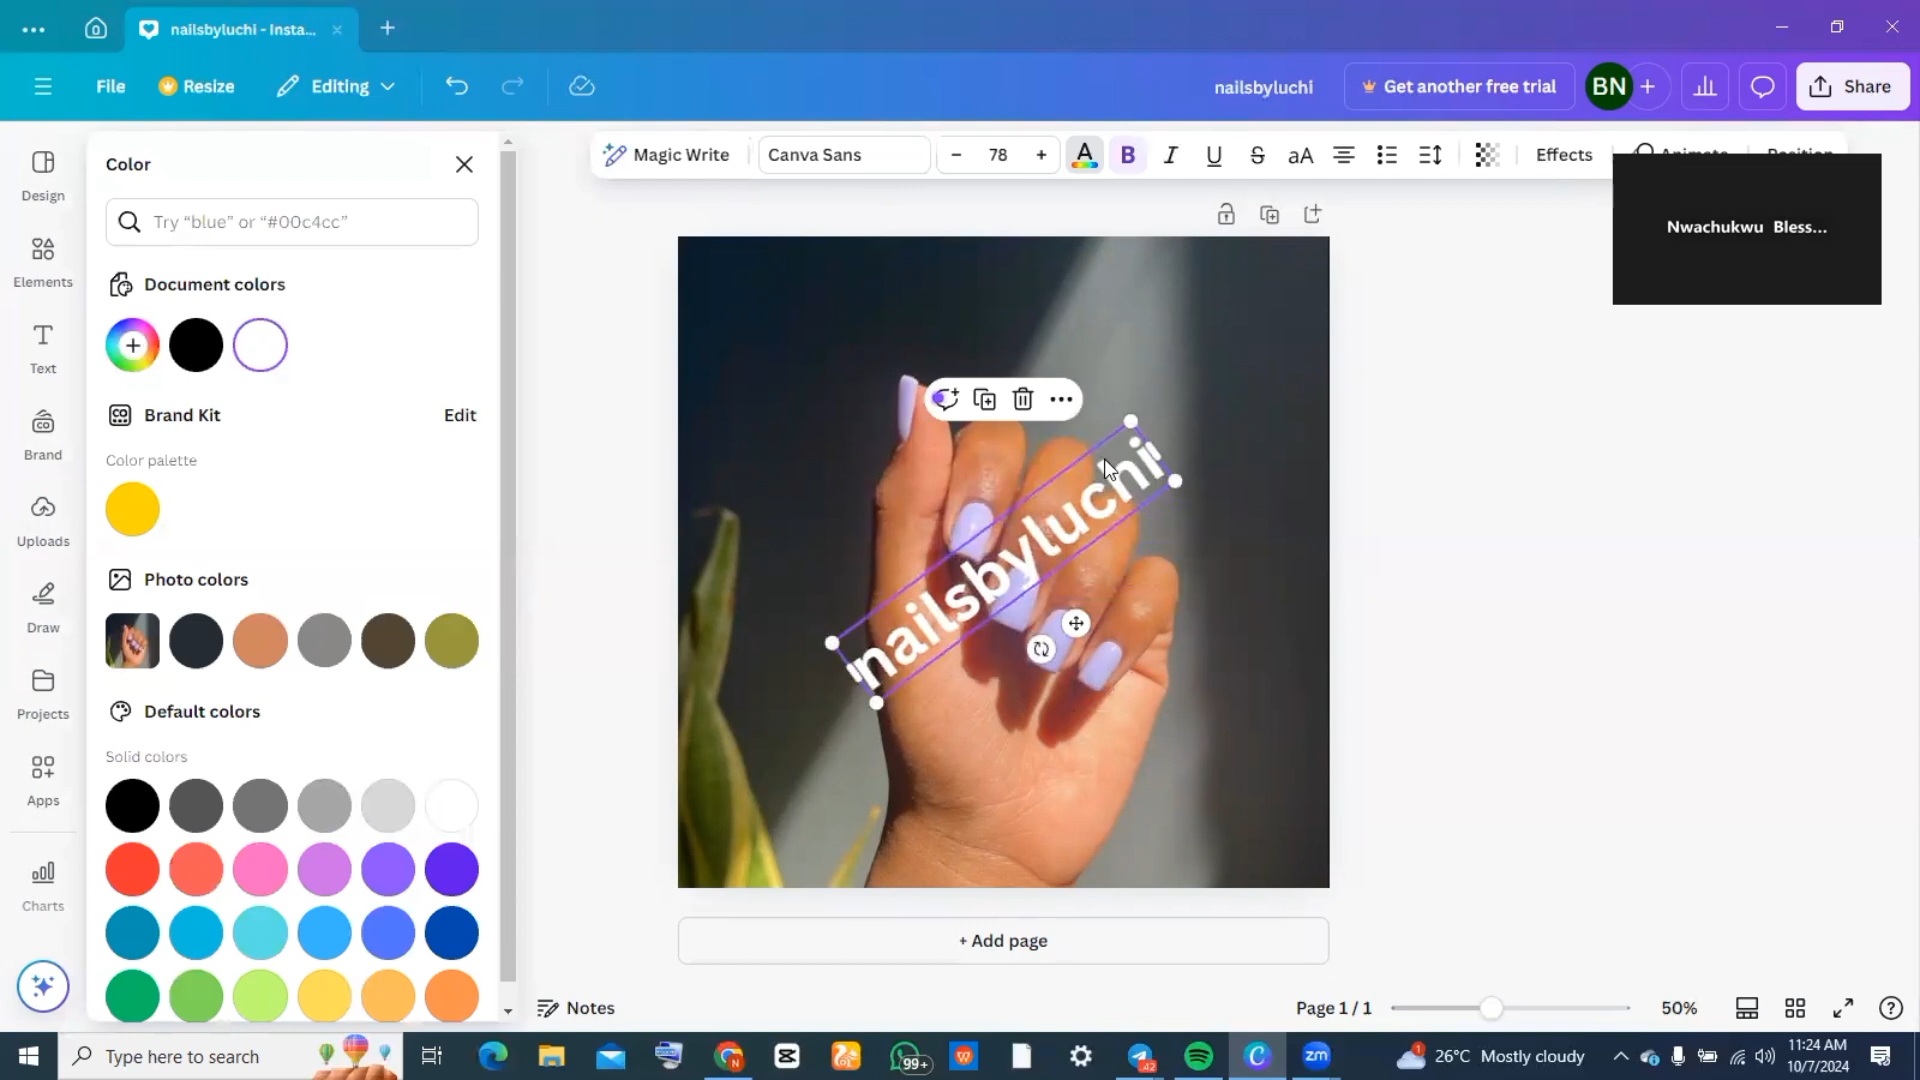 nailsbyluchi - Insta...
File
Resize
Editing
nailsbyluchi
Get another free trial
BN
Share
Design
Elements
Text
Brand
Uploads
Draw
Projects
Apps
Charts
Color
Try “blue” or “#00c4cc”
Document colors
Brand Kit
Edit
Color palette
Photo colors
Default colors
Solid colors
Magic Write
Canva Sans
78
Effects
Animate
Position
Nwachukwu Bless...
nailsbyluchi
+ Add page
Notes
Page 1 / 1
50%
Type here to search
99+
42
26°C Mostly cloudy
11:24 AM
10/7/2024